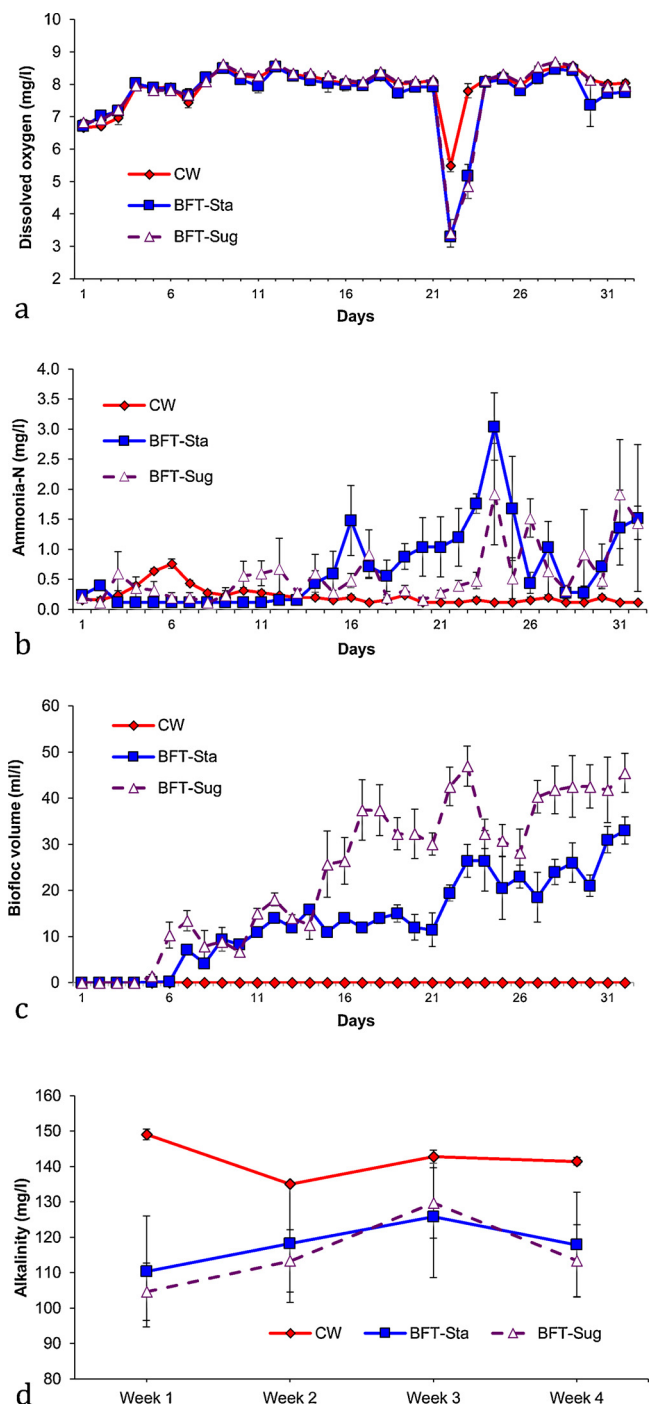 10
9
8
7
6
5
4
3
2
Dissolved oxygen (mg/l)
CW
BFT-Sta
BFT-Sug
1 6 11 16 21 26 31
Days
a
4.0
3.5
3.0
2.5
2.0
1.5
1.0
0.5
0.0
Ammonia-N (mg/l)
CW
BFT-Sta
BFT-Sug
1 6 11 16 21 26 31
Days
b
60
50
40
30
20
10
0
Biofloc volume (ml/l)
CW
BFT-Sta
BFT-Sug
1 6 11 16 21 26 31
Days
c
160
150
140
130
120
110
100
90
80
Alkalinity (mg/l)
CW BFT-Sta BFT-Sug
Week 1 Week 2 Week 3 Week 4
d